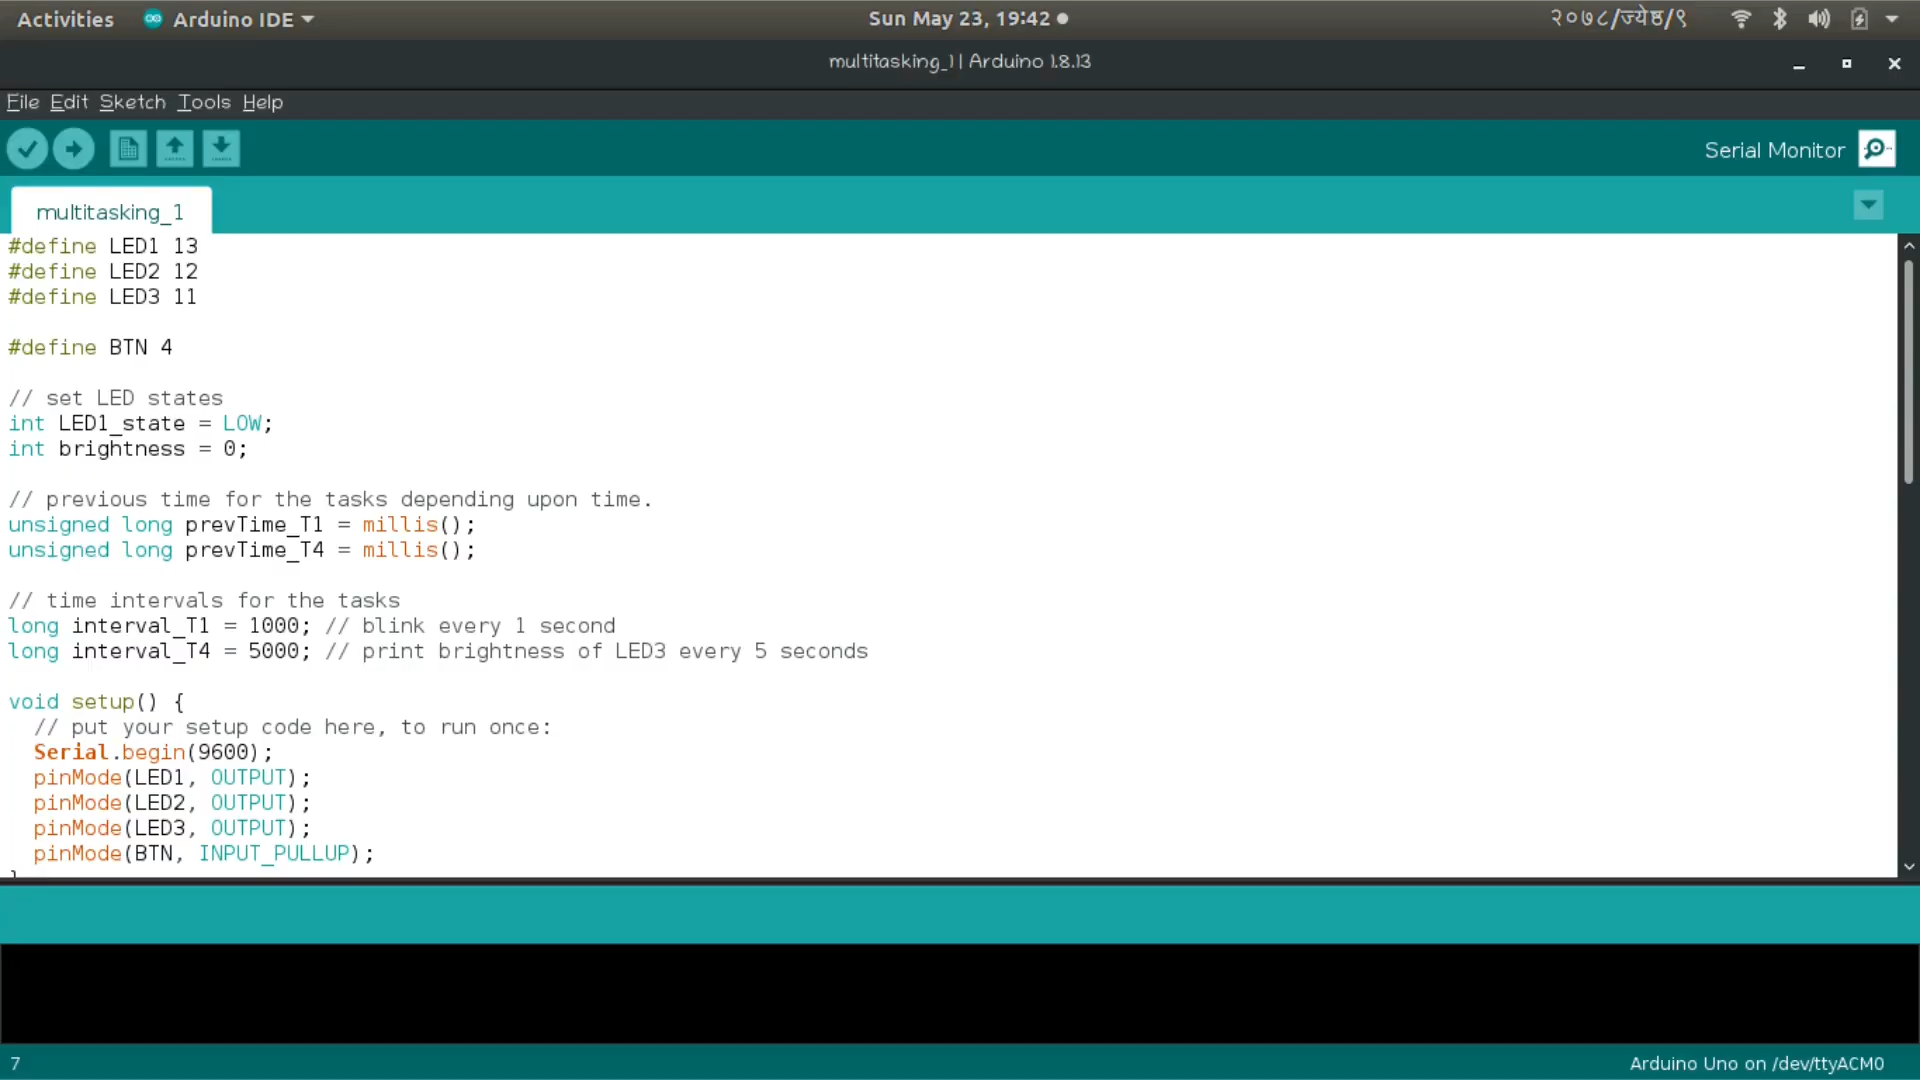 Activities Arduino IDE Sun May 23, 19:42 २०७८/ज्येष्ठ/९
multitasking_1 | Arduino 1.8.13
File Edit Sketch Tools Help
Serial Monitor
multitasking_1
#define LED1 13
#define LED2 12
#define LED3 11
#define BTN 4
// set LED states
int LED1_state = LOW;
int brightness = 0;
// previous time for the tasks depending upon time.
unsigned long prevTime_T1 = millis();
unsigned long prevTime_T4 = millis();
// time intervals for the tasks
long interval_T1 = 1000; // blink every 1 second
long interval_T4 = 5000; // print brightness of LED3 every 5 seconds
void setup() {
// put your setup code here, to run once:
Serial.begin(9600);
pinMode(LED1, OUTPUT);
pinMode(LED2, OUTPUT);
pinMode(LED3, OUTPUT);
pinMode(BTN, INPUT_PULLUP);
}
7 Arduino Uno on /dev/ttyACM0